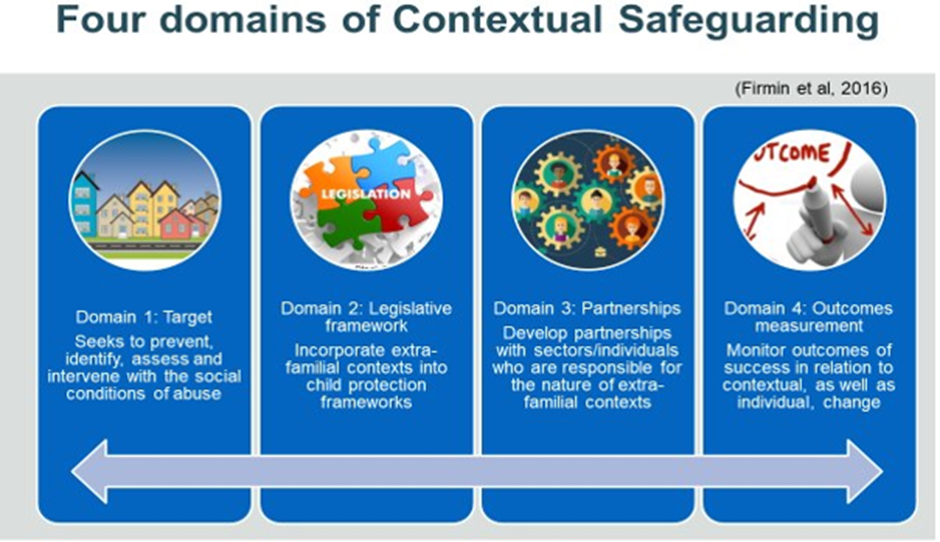 Four domains of Contextual Safeguarding
(Firmin et al, 2016)
Domain 1: Target
Seeks to prevent,
identify, assess and
intervene with the social
conditions of abuse
LEGISLATION
Domain 2: Legislative
framework
Incorporate extra-
familial contexts into
child protection
frameworks
Domain 3: Partnerships
Develop partnerships
with sectors/individuals
who are responsible for
the nature of extra-
familial contexts
UTCOME
Domain 4: Outcomes
measurement
Monitor outcomes of
success in relation to
contextual, as well as
individual, change